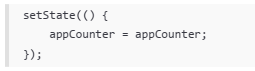 setState(() {
    appCounter = appCounter;
});